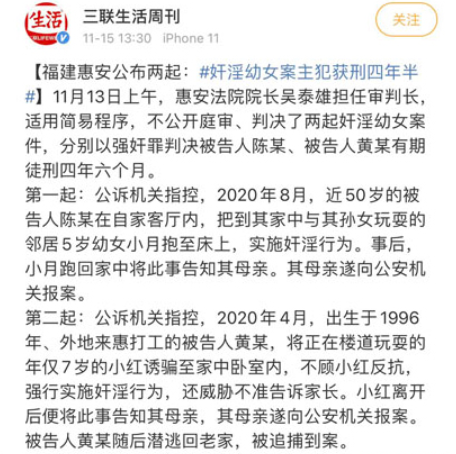 生活
三联生活周刊
11-15 13:30 iPhone 11
关注
【福建惠安公布两起：#奸淫幼女案主犯获刑四年半
#】11月13日上午，惠安法院院长吴泰雄担任审判长，
适用简易程序，不公开庭审、判决了两起奸淫幼女案
件，分别以强奸罪判决被告人陈某、被告人黄某有期
徒刑四年六个月。
第一起：公诉机关指控，2020年8月，近50岁的被
告人陈某在自家客厅内，把到其家中与其孙女玩耍的
邻居5岁幼女小月抱至床上，实施奸淫行为。事后，
小月跑回家中将此事告知其母亲。其母亲遂向公安机
关报案。
第二起：公诉机关指控，2020年4月，出生于1996
年、外地来惠打工的被告人黄某，将正在楼道玩耍的
年仅7岁的小红诱骗至家中卧室内，不顾小红反抗，
强行实施奸淫行为，还威胁不准告诉家长。小红离开
后便将此事告知其母亲，其母亲遂向公安机关报案。
被告人黄某随后潜逃回老家，被追捕到案。